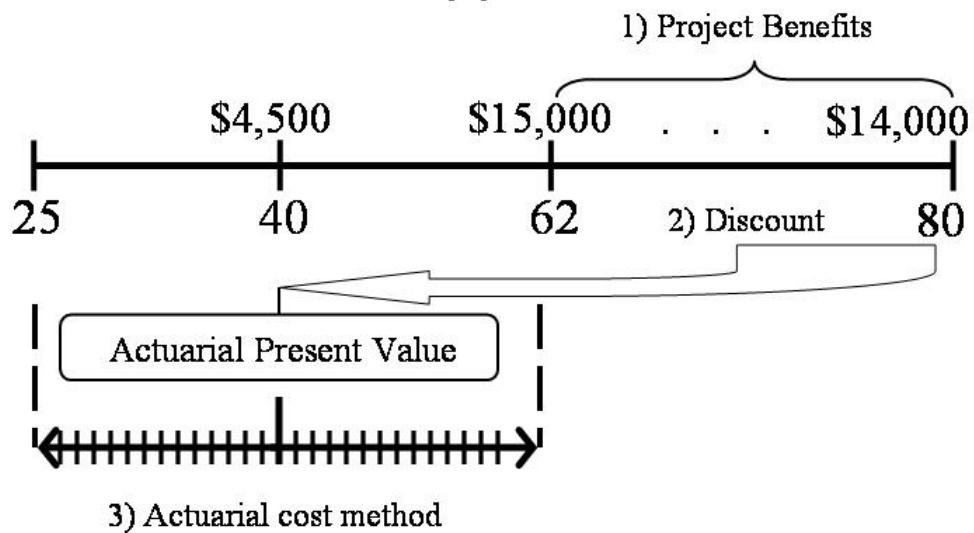 1) Project Benefits
$4,500 $15,000 . . . $14,000
25 40 62 80
2) Discount
Actuarial Present Value
3) Actuarial cost method